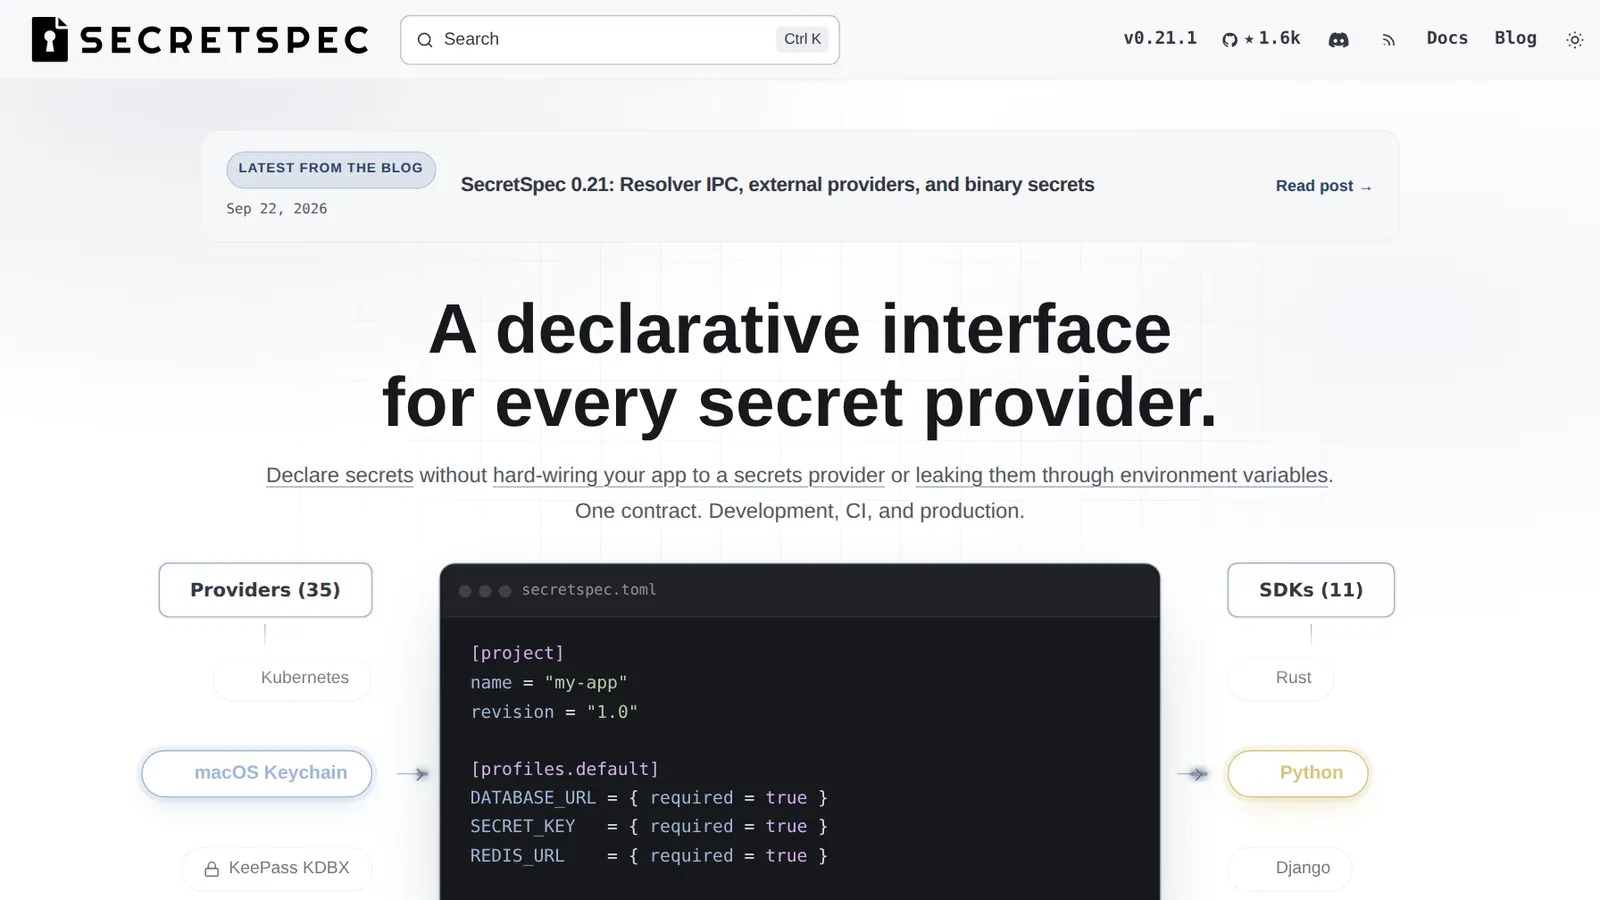 SECRETSPEC
Search
Ctrl K
v0.21.1
★ 1.6k
Docs
Blog
LATEST FROM THE BLOG
Sep 22, 2026
SecretSpec 0.21: Resolver IPC, external providers, and binary secrets
Read post →
A declarative interface
for every secret provider.
Declare secrets without hard-wiring your app to a secrets provider or leaking them through environment variables.
One contract. Development, CI, and production.
Providers (35)
Kubernetes
macOS Keychain
KeePass KDBX
secretspec.toml
[project]
name = "my-app"
revision = "1.0"
[profiles.default]
DATABASE_URL = { required = true }
SECRET_KEY   = { required = true }
REDIS_URL    = { required = true }
SDKs (11)
Rust
Python
Django